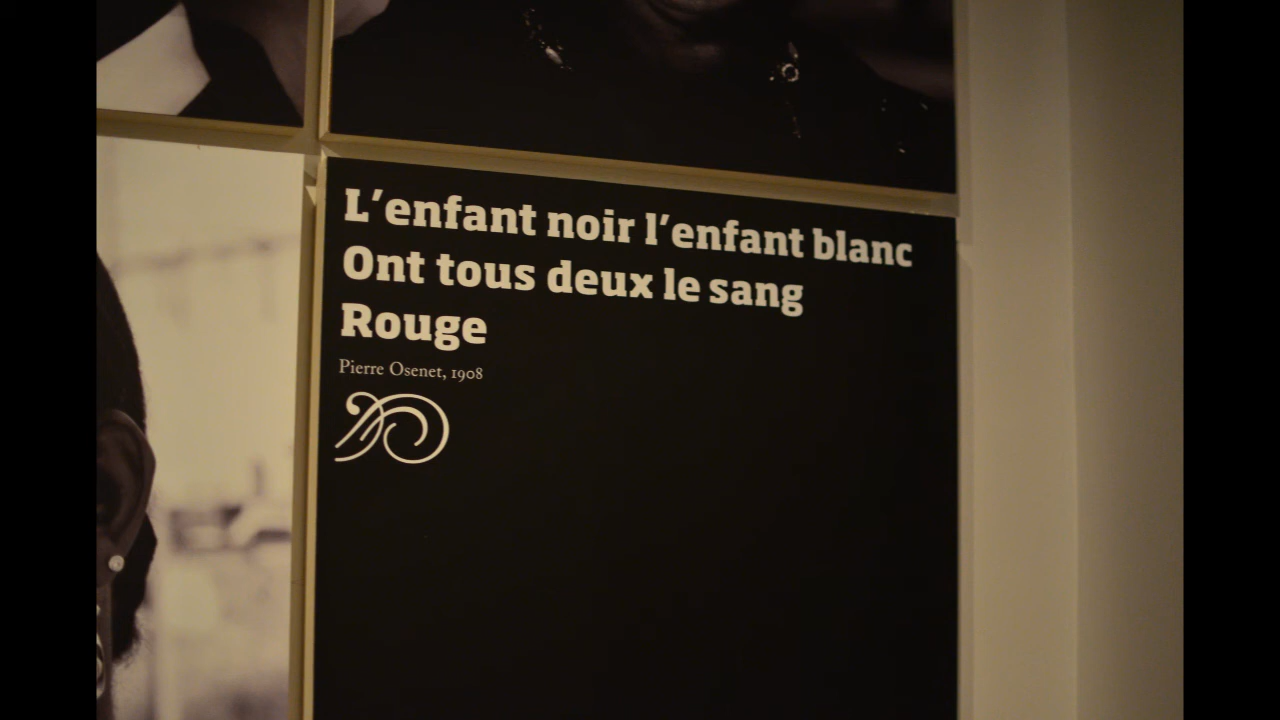 L'enfant noir l'enfant blanc
Ont tous deux le sang
Rouge
Pierre Osenet, 1908